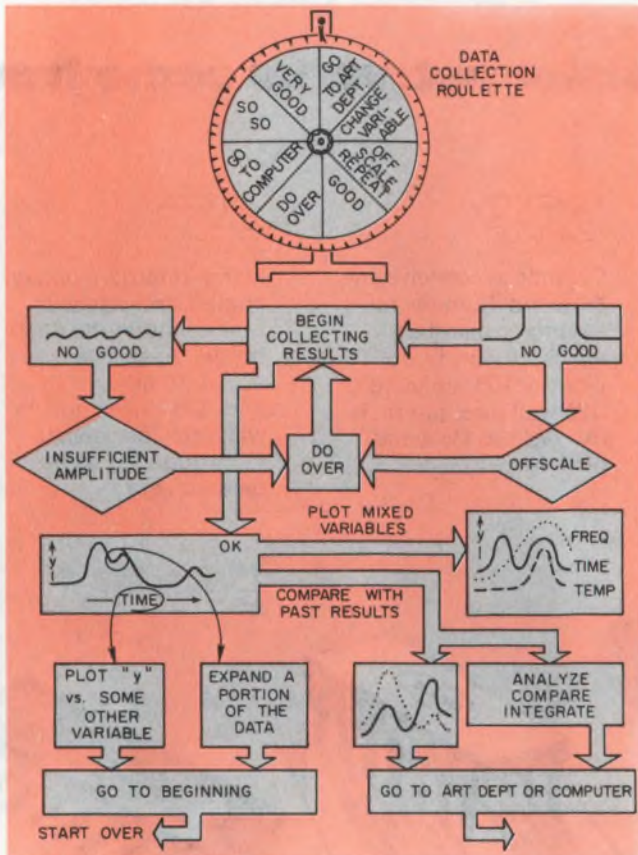 DATA
COLLECTION
ROULETTE
GO
TO ART
DEPT.
CHANGE
VARI-
ABLE
OFF
SCALE
REPEAT
GOOD
DO
OVER
GO
TO
COMPUTER
SO
SO
VERY
GOOD
NO GOOD
BEGIN
COLLECTING
RESULTS
NO GOOD
INSUFFICIENT
AMPLITUDE
DO
OVER
OFFSCALE
PLOT MIXED
VARIABLES
OK
y
TIME
COMPARE WITH
PAST RESULTS
y
FREQ
TIME
TEMP
PLOT "y"
vs. SOME
OTHER
VARIABLE
EXPAND A
PORTION
OF THE
DATA
ANALYZE
COMPARE
INTEGRATE
GO TO BEGINNING
GO TO ART DEPT OR COMPUTER
START OVER